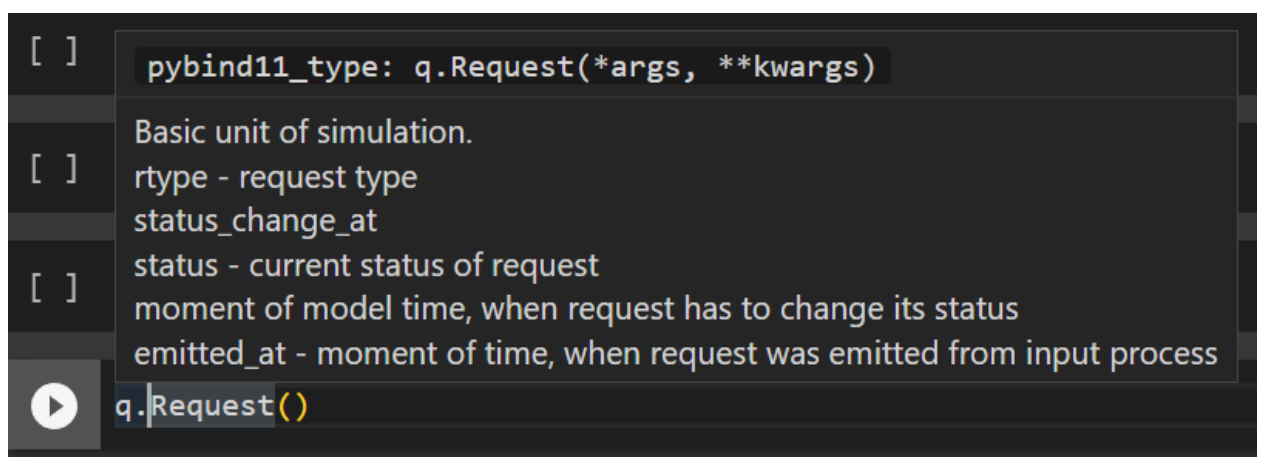 [ ]
pybind11_type: q.Request(*args, **kwargs)
Basic unit of simulation.
[ ]
rtype - request type
status_change_at
status - current status of request
[ ]
moment of model time, when request has to change its status
emitted_at - moment of time, when request was emitted from input process
q.Request()